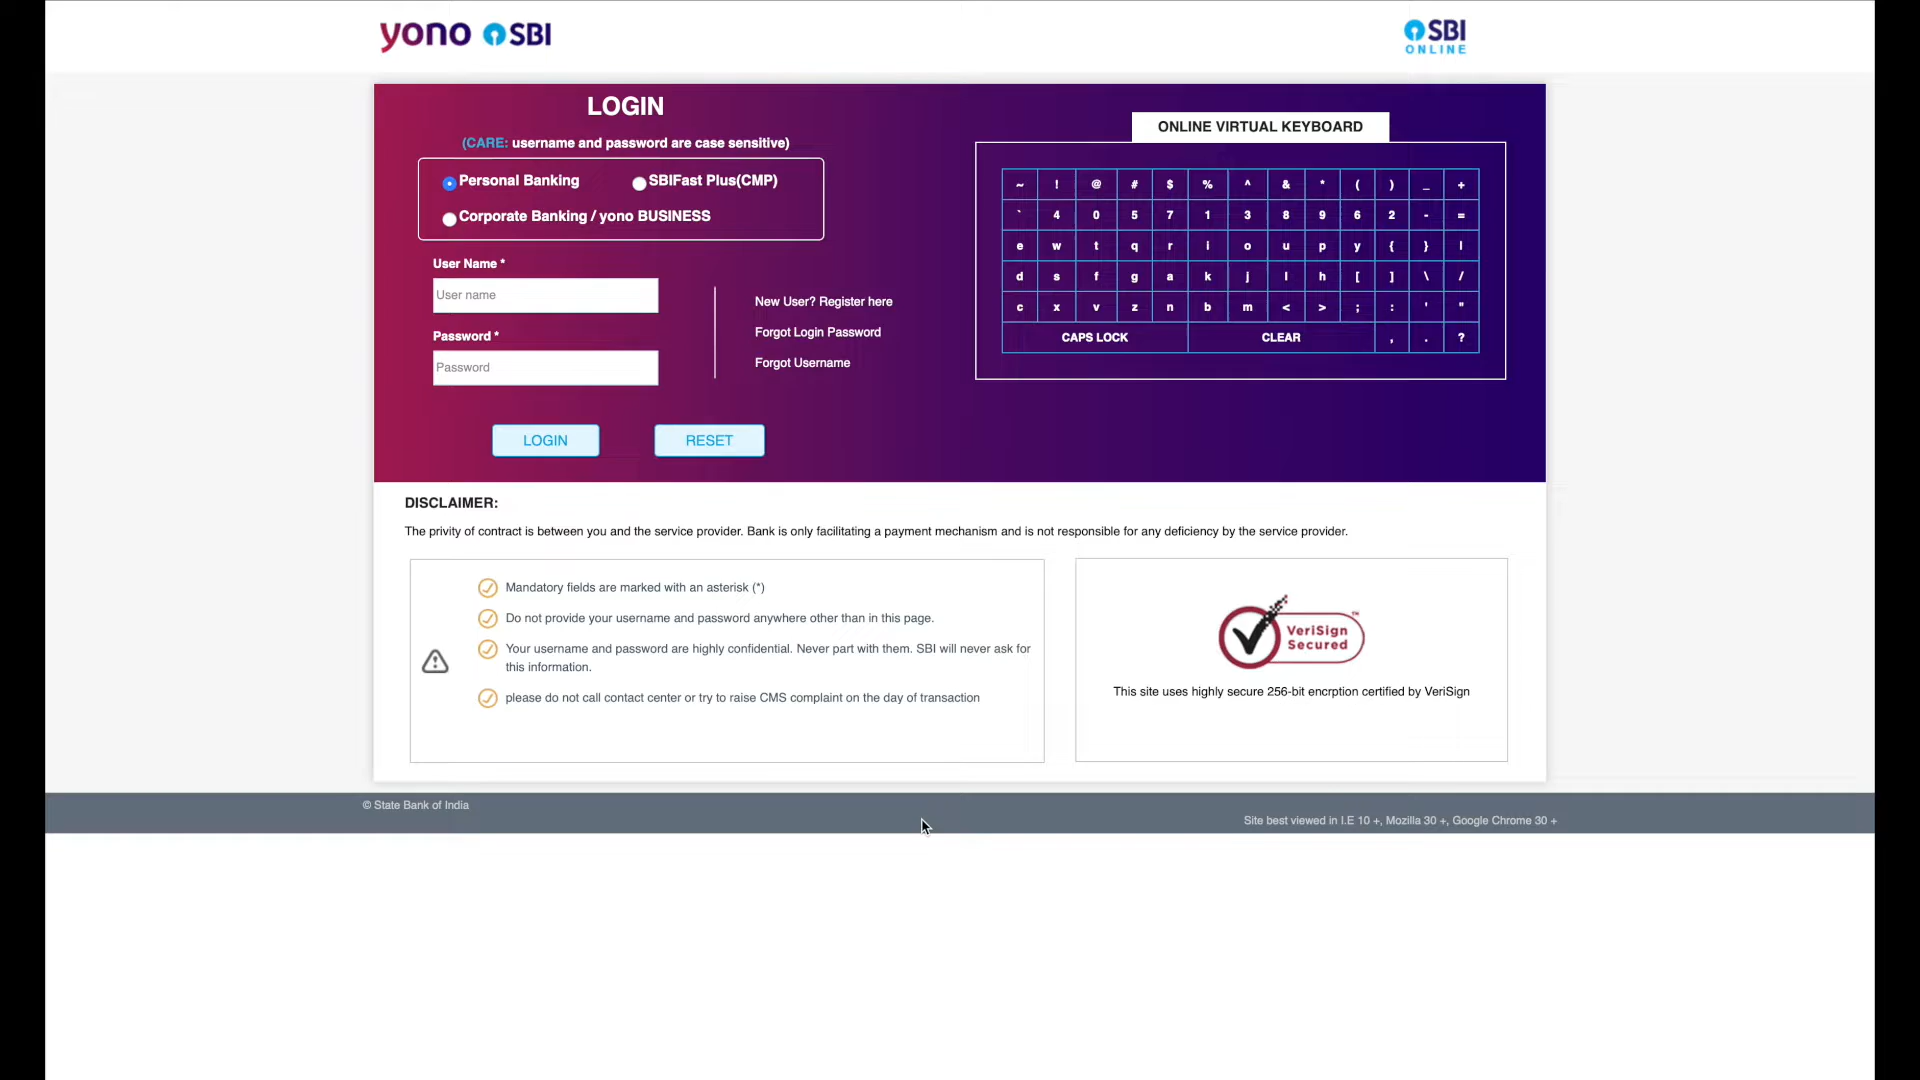 yono SBI
SBI
ONLINE
LOGIN
(CARE: username and password are case sensitive)
Personal Banking
SBIFast Plus(CMP)
Corporate Banking / yono BUSINESS
User Name *
User name
Password *
Password
New User? Register here
Forgot Login Password
Forgot Username
LOGIN
RESET
ONLINE VIRTUAL KEYBOARD
~ ! @ # $ % ^ & * ( ) _ +
` 4 0 5 7 1 3 8 9 6 2 - =
e w t q r i o u p y { } |
d s f g a k j l h [ ] \ /
c x v z n b m < > ; : ' "
CAPS LOCK CLEAR , . ?
DISCLAIMER:
The privity of contract is between you and the service provider. Bank is only facilitating a payment mechanism and is not responsible for any deficiency by the service provider.
Mandatory fields are marked with an asterisk (*)
Do not provide your username and password anywhere other than in this page.
Your username and password are highly confidential. Never part with them. SBI will never ask for
this information.
please do not call contact center or try to raise CMS complaint on the day of transaction
VeriSign™
Secured
This site uses highly secure 256-bit encrption certified by VeriSign
© State Bank of India
Site best viewed in I.E 10 +, Mozilla 30 +, Google Chrome 30 +